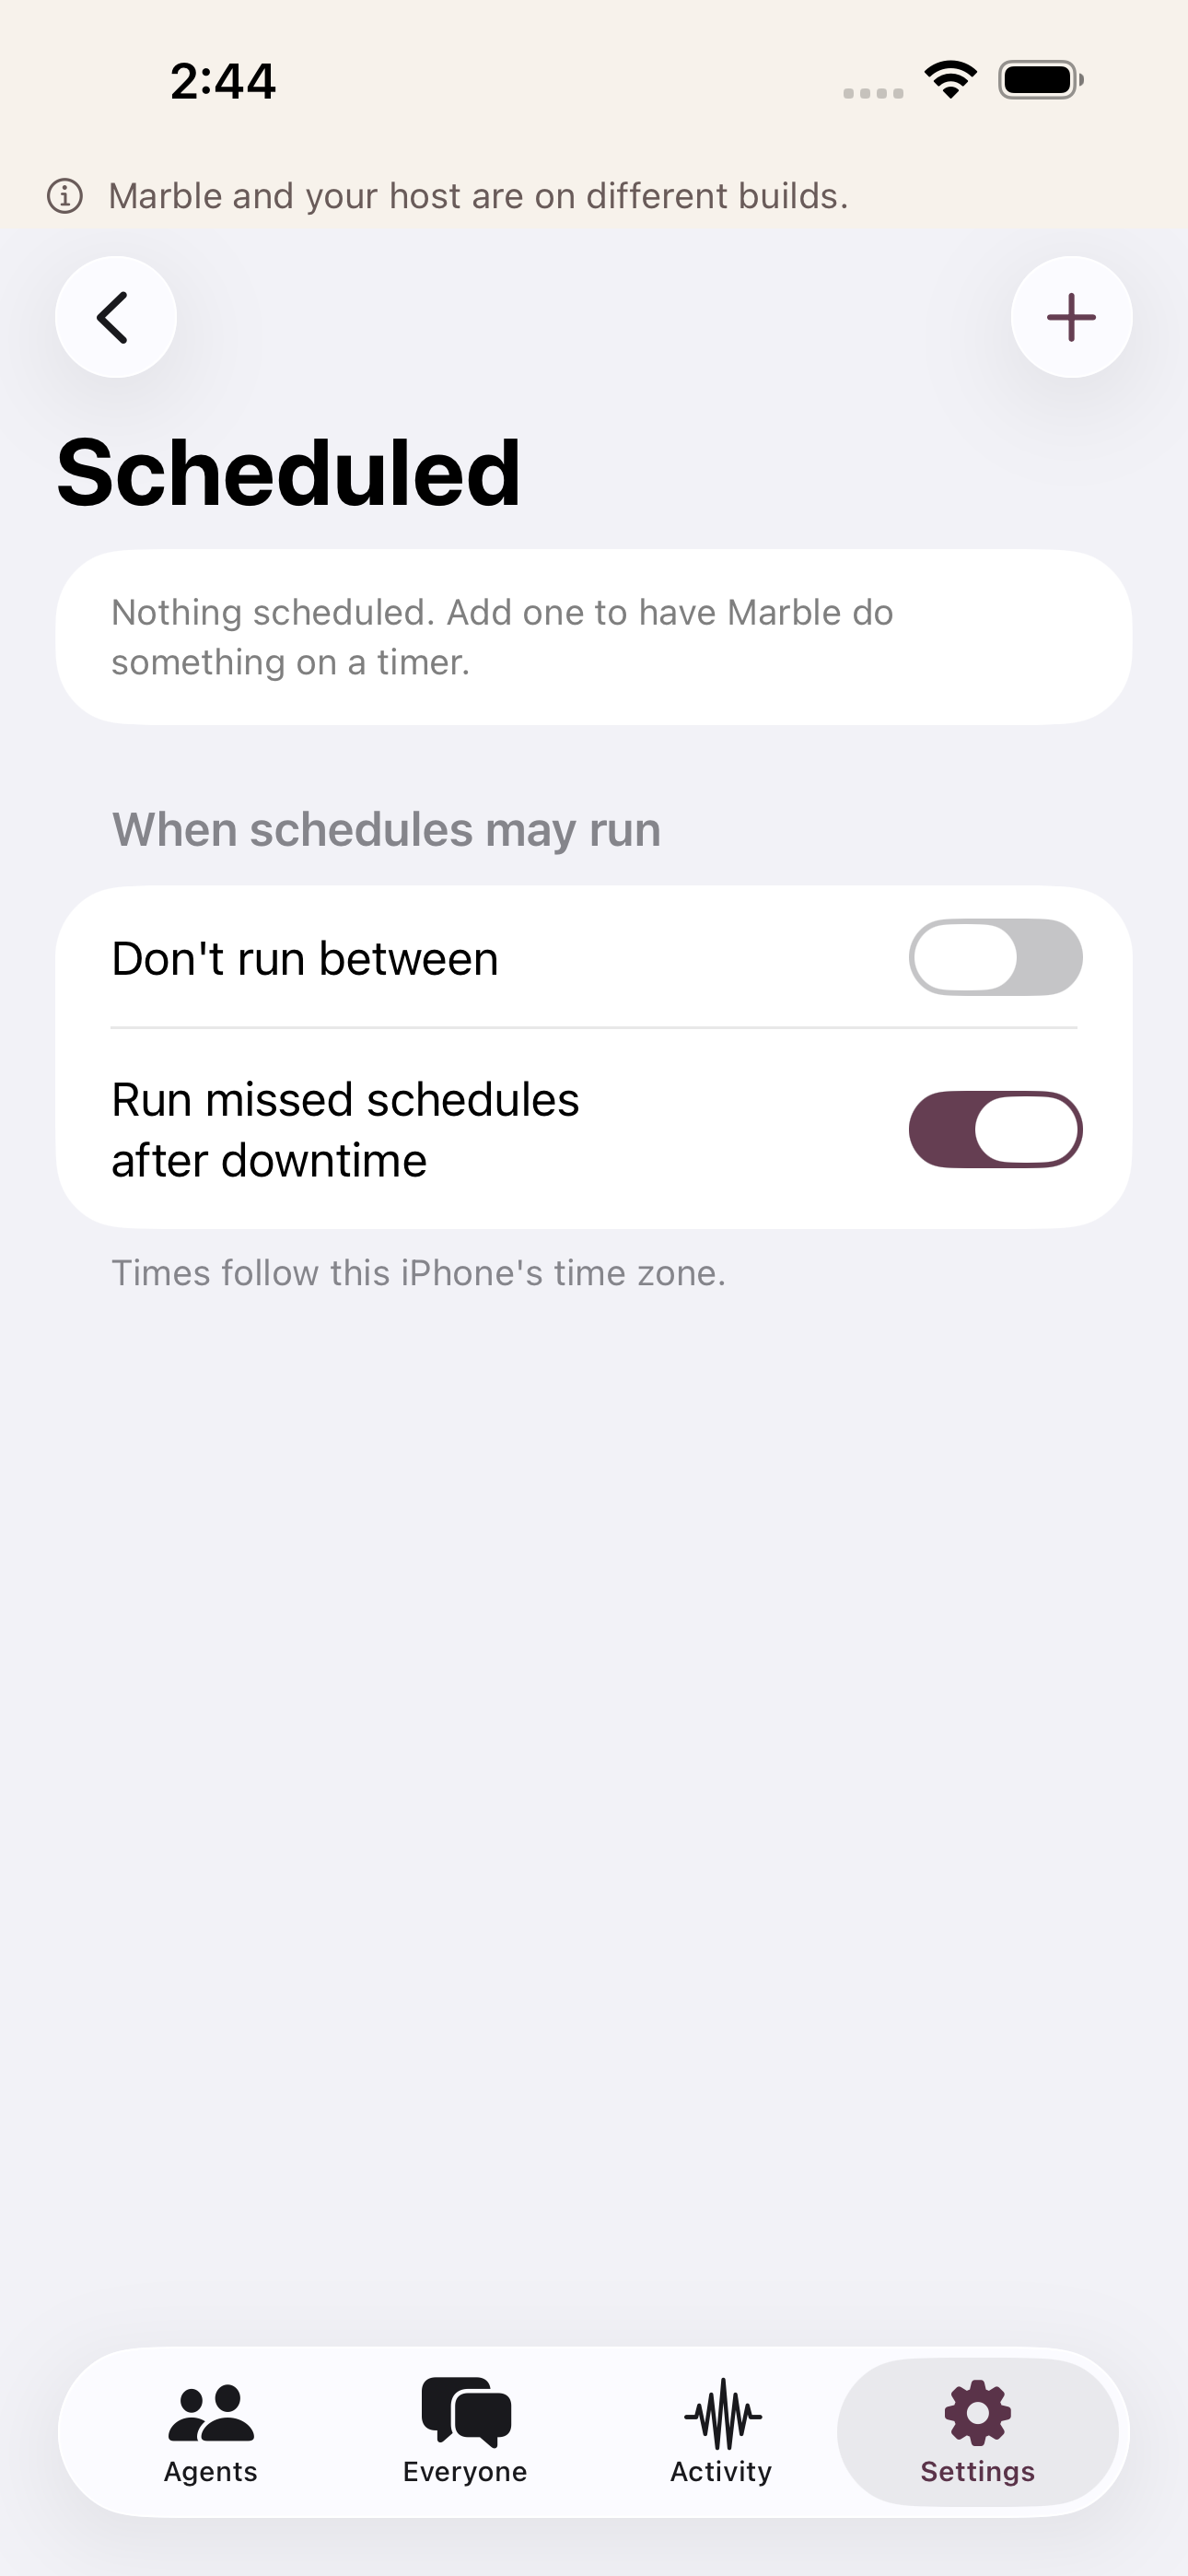 2:44
Marble and your host are on different builds.
Scheduled
Nothing scheduled. Add one to have Marble do
something on a timer.
When schedules may run
Don't run between
Run missed schedules
after downtime
Times follow this iPhone's time zone.
Agents
Everyone
Activity
Settings